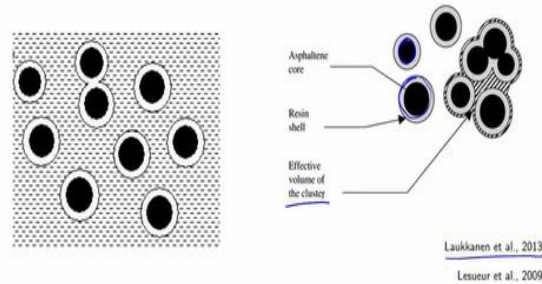 Asphaltene
core
Resin
shell
Effective
volume of
the cluster
Laukkanen et al., 2013
Lesueur et al., 2009